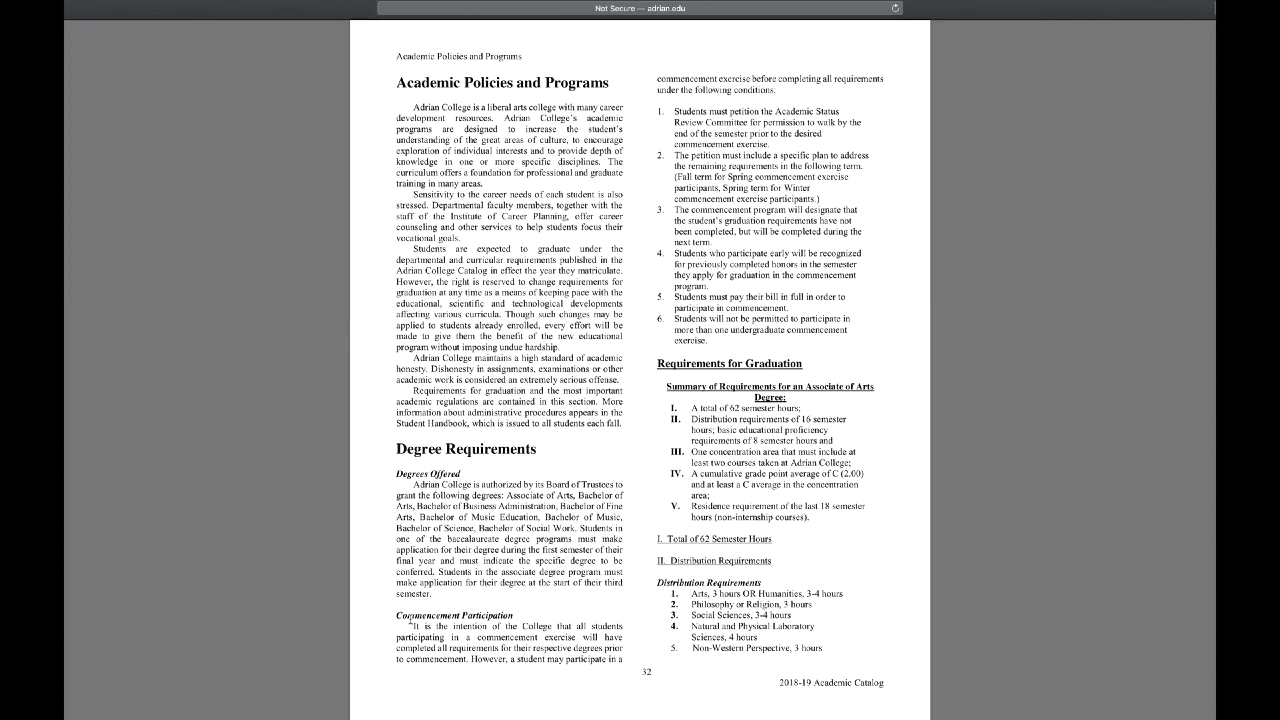 Not Secure — adrian.edu
Academic Policies and Programs
Academic Policies and Programs
Adrian College is a liberal arts college with many career
development resources. Adrian College's academic
programs are designed to increase the student's
understanding of the great areas of culture, to encourage
exploration of individual interests and to provide depth of
knowledge in one or more specific disciplines. The
curriculum offers a foundation for professional and graduate
training in many areas.
Sensitivity to the career needs of each student is also
stressed. Departmental faculty members, together with the
staff of the Institute of Career Planning, offer career
counseling and other services to help students focus their
vocational goals.
Students are expected to graduate under the
departmental and curricular requirements published in the
Adrian College Catalog in effect the year they matriculate.
However, the right is reserved to change requirements for
graduation at any time as a means of keeping pace with the
educational, scientific and technological developments
affecting various curricula. Though such changes may be
applied to students already enrolled, every effort will be
made to give them the benefit of the new educational
program without imposing undue hardship.
Adrian College maintains a high standard of academic
honesty. Dishonesty in assignments, examinations or other
academic work is considered an extremely serious offense.
Requirements for graduation and the most important
academic regulations are contained in this section. More
information about administrative procedures appears in the
Student Handbook, which is issued to all students each fall.
Degree Requirements
Degrees Offered
Adrian College is authorized by its Board of Trustees to
grant the following degrees: Associate of Arts, Bachelor of
Arts, Bachelor of Business Administration, Bachelor of Fine
Arts, Bachelor of Music Education, Bachelor of Music,
Bachelor of Science, Bachelor of Social Work. Students in
one of the baccalaureate degree programs must make
application for their degree during the first semester of their
final year and must indicate the specific degree to be
conferred. Students in the associate degree program must
make application for their degree at the start of their third
semester.
Commencement Participation
It is the intention of the College that all students
participating in a commencement exercise will have
completed all requirements for their respective degrees prior
to commencement. However, a student may participate in a
commencement exercise before completing all requirements
under the following conditions:
1. Students must petition the Academic Status
Review Committee for permission to walk by the
end of the semester prior to the desired
commencement exercise.
2. The petition must include a specific plan to address
the remaining requirements in the following term.
(Fall term for Spring commencement exercise
participants, Spring term for Winter
commencement exercise participants.)
3. The commencement program will designate that
the student's graduation requirements have not
been completed, but will be completed during the
next term.
4. Students who participate early will be recognized
for previously completed honors in the semester
they apply for graduation in the commencement
program.
5. Students must pay their bill in full in order to
participate in commencement.
6. Students will not be permitted to participate in
more than one undergraduate commencement
exercise.
Requirements for Graduation
Summary of Requirements for an Associate of Arts
Degree:
I. A total of 62 semester hours;
II. Distribution requirements of 16 semester
hours; basic educational proficiency
requirements of 8 semester hours and
III. One concentration area that must include at
least two courses taken at Adrian College;
IV. A cumulative grade point average of C (2.00)
and at least a C average in the concentration
area;
V. Residence requirement of the last 18 semester
hours (non-internship courses).
I. Total of 62 Semester Hours
II. Distribution Requirements
Distribution Requirements
1. Arts, 3 hours OR Humanities, 3-4 hours
2. Philosophy or Religion, 3 hours
3. Social Sciences, 3-4 hours
4. Natural and Physical Laboratory
Sciences, 4 hours
5. Non-Western Perspective, 3 hours
32
2018-19 Academic Catalog